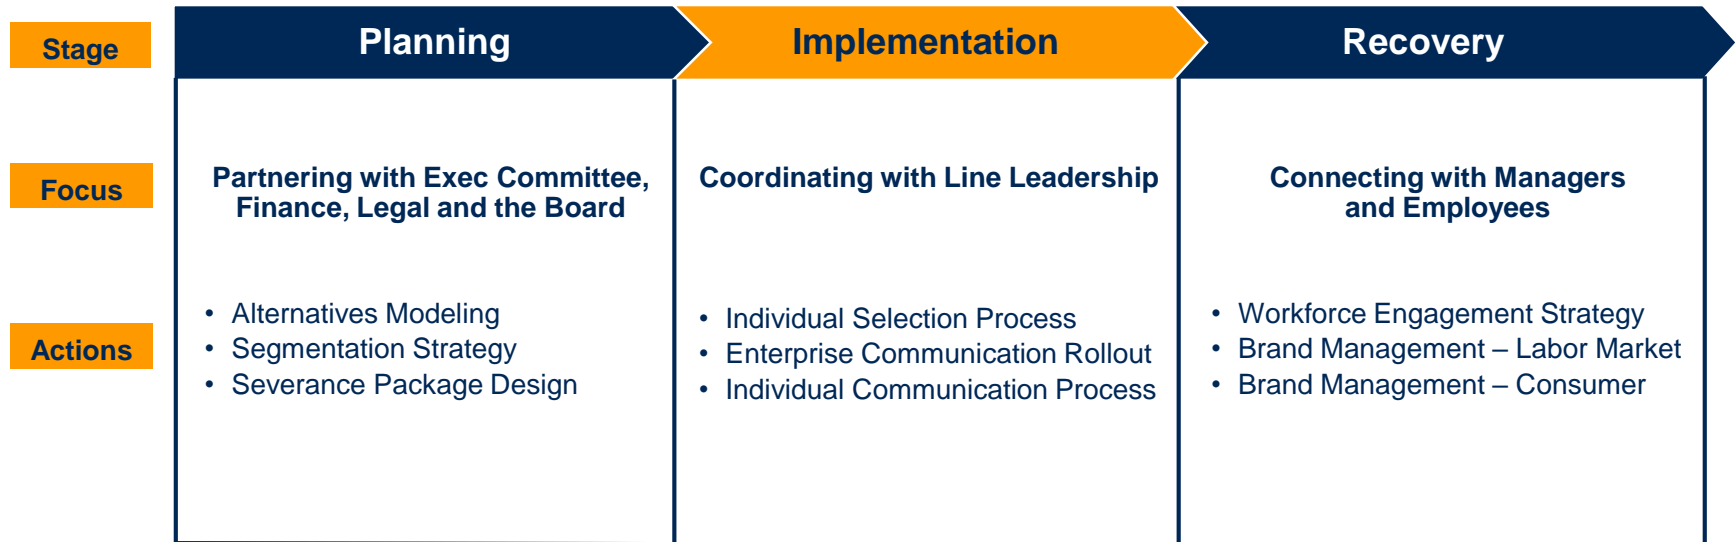 Stage
Planning
Implementation
Recovery
Focus
Partnering with Exec Committee,
Finance, Legal and the Board
Coordinating with Line Leadership
Connecting with Managers
and Employees
Actions
• Alternatives Modeling
• Segmentation Strategy
• Severance Package Design
• Individual Selection Process
• Enterprise Communication Rollout
• Individual Communication Process
• Workforce Engagement Strategy
• Brand Management – Labor Market
• Brand Management – Consumer